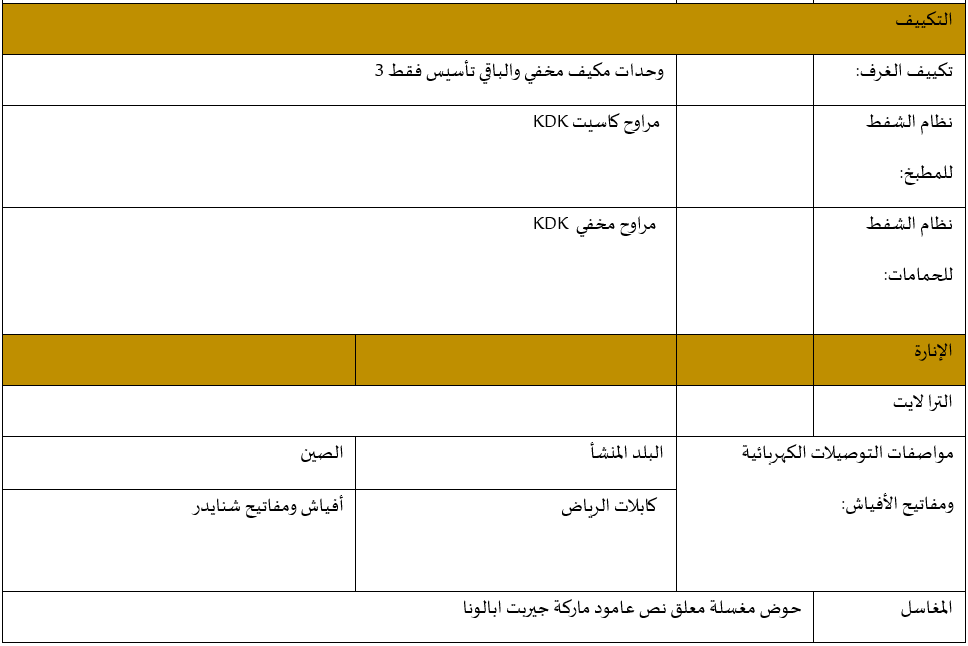 التكييف
تكييف الغرف:
وحدات مكيف مخفي والباقي تأسيس فقط 3
نظام الشفط
للمطبخ:
مراوح كاسيت KDK
نظام الشفط
للحمامات:
مراوح مخفي KDK
الإنارة
الترا لايت
مواصفات التوصيلات الكهربائية
ومفاتيح الأفياش:
البلد المنشأ
الصين
كابلات الرياض
أفياش ومفاتيح شنايدر
المغاسل
حوض مغسلة معلق نص عامود ماركة جيربت ابالونا